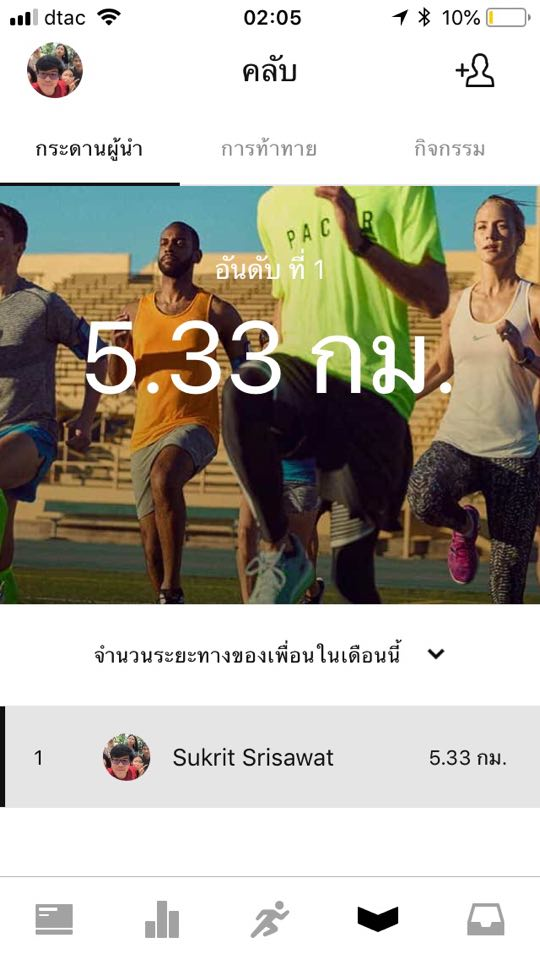 dtac
02:05
10%
คลับ
กระดานผู้นำ
การท้าทาย
กิจกรรม
PACER
อันดับ ที่ 1
5.33 กม.
จำนวนระยะทางของเพื่อนในเดือนนี้
1 Sukrit Srisawat 5.33 กม.